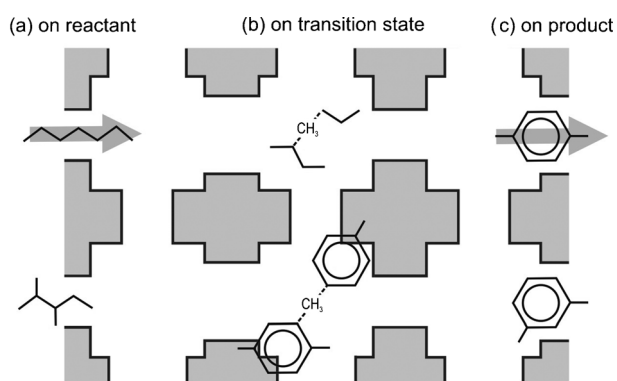 (a) on reactant
(b) on transition state
(c) on product
CH₃
CH₃